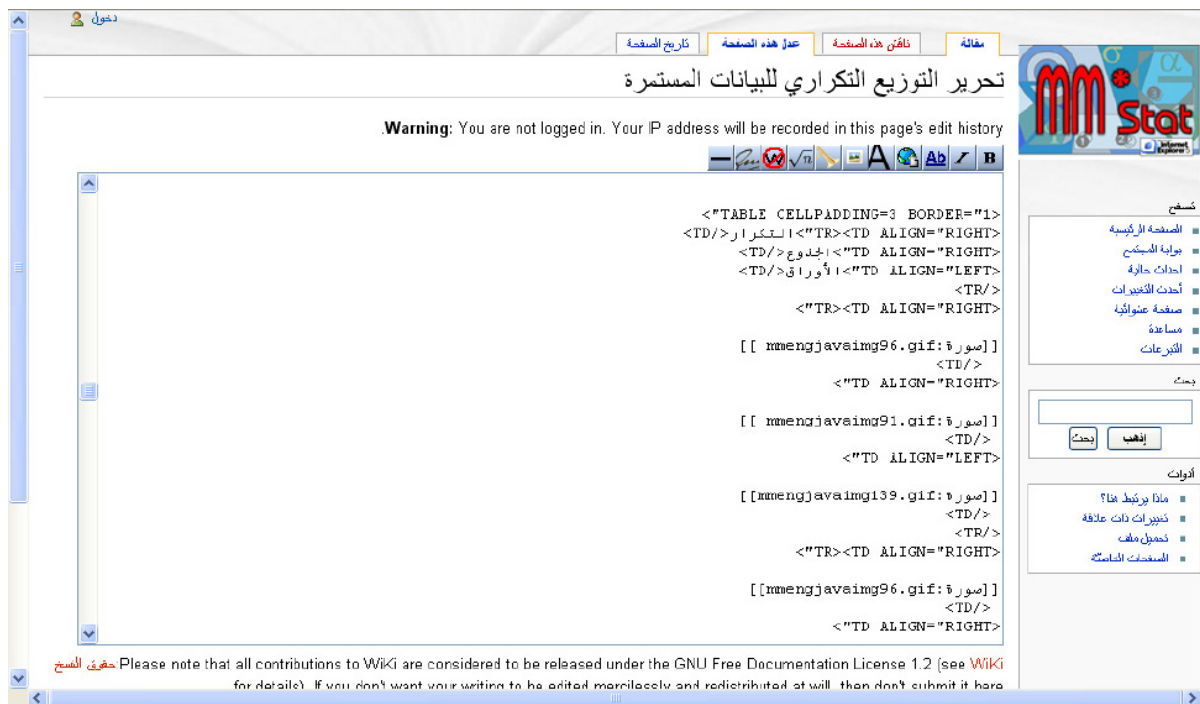 دخول
مقالة
ناقش هذه الصفحة
عدل هذه الصفحة
تاريخ الصفحة
تحرير التوزيع التكراري للبيانات المستمرة
.Warning: You are not logged in. Your IP address will be recorded in this page's edit history
<"TABLE CELLPADDING=3 BORDER="1>
<TD/>التكرار<"TR><TD ALIGN="RIGHT>
<TD/>الجذوع<"TD ALIGN="RIGHT>
<TD/>الأوراق<"TD ALIGN="LEFT>
<TR/>
<"TR><TD ALIGN="RIGHT>
[[صورة:mmengjavaimg96.gif ]]
<TD/>
<"TD ALIGN="RIGHT>
[[صورة:mmengjavaimg91.gif ]]
<TD/>
<"TD ALIGN="LEFT>
[[صورة:mmengjavaimg139.gif]]
<TD/>
<TR/>
<"TR><TD ALIGN="RIGHT>
[[صورة:mmengjavaimg96.gif]]
<TD/>
<"TD ALIGN="RIGHT>
Please note that all contributions to WiKi are considered to be released under the GNU Free Documentation License 1.2 (see WiKi حقوق النسخ
for details). If you don't want your writing to be edited mercilessly and redistributed at will, then don't submit it here
MM*Stat
Internet Explorer
تصفح
الصفحة الرئيسية
بوابة المجتمع
احداث حالية
أحدث التغييرات
صفحة عشوائية
مساعدة
التبرعات
بحث
إذهب
بحث
أدوات
ماذا يرتبط هنا؟
تغييرات ذات علاقة
تحميل ملف
الصفحات الخاصّة